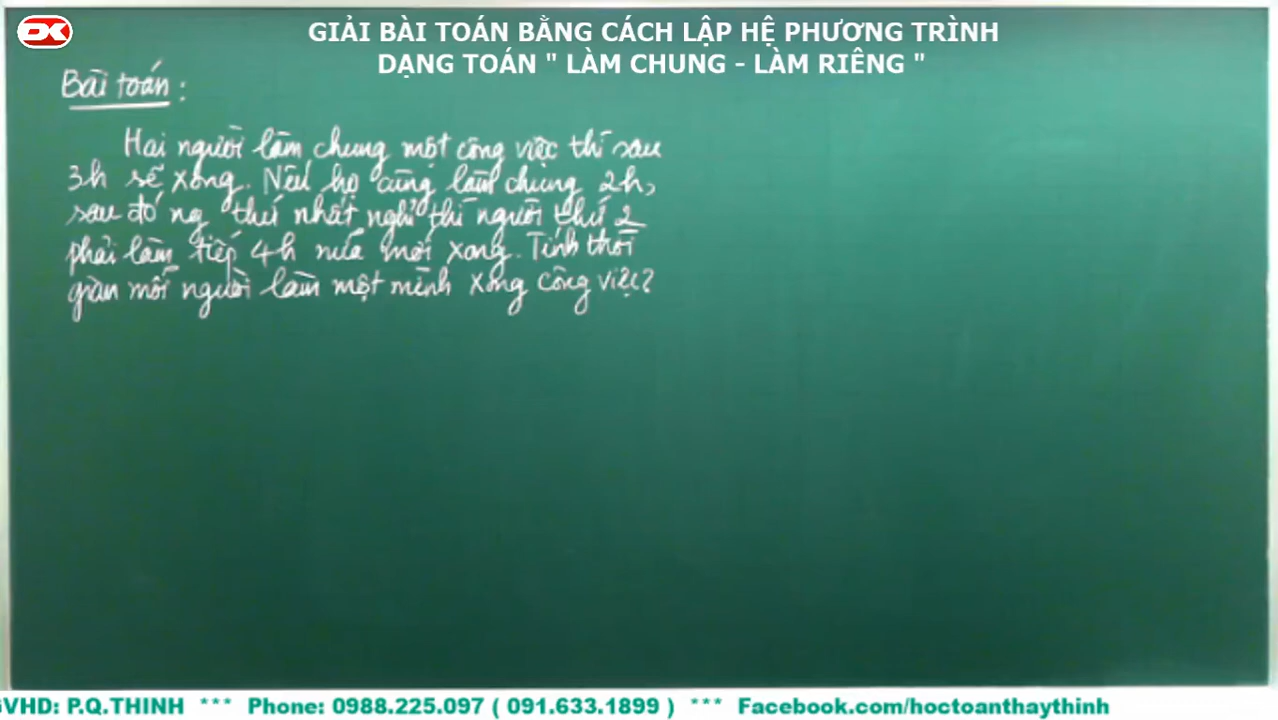 GIẢI BÀI TOÁN BẰNG CÁCH LẬP HỆ PHƯƠNG TRÌNH
DẠNG TOÁN " LÀM CHUNG - LÀM RIÊNG "
Bài toán :
Hai người làm chung một công việc thì sau
3h sẽ xong. Nếu họ cùng làm chung 2h,
sau đó ng thứ nhất nghỉ thì người thứ 2
phải làm tiếp 4h nữa mới xong. Tính thời
gian mỗi người làm một mình xong công việc?
GVHD: P.Q.THINH *** Phone: 0988.225.097 ( 091.633.1899 ) *** Facebook.com/hoctoanthaythinh